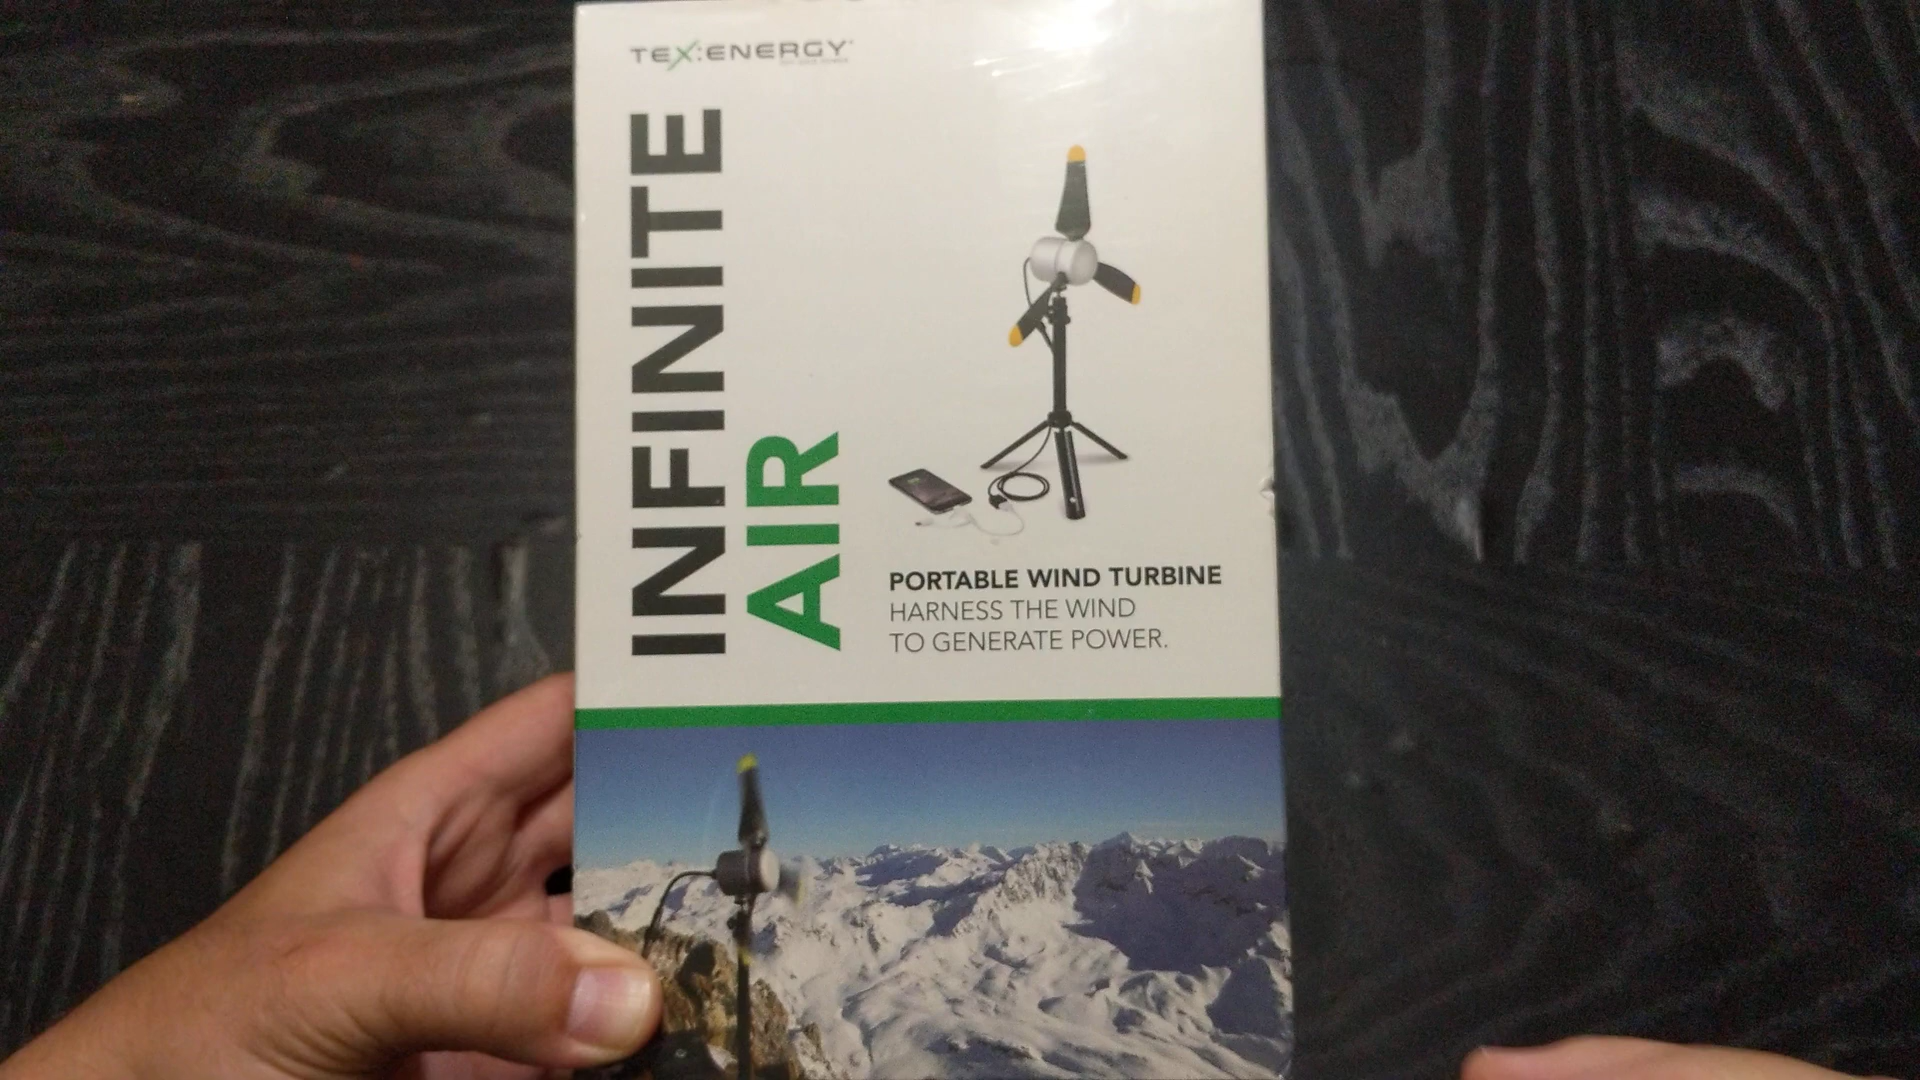 TEX:ENERGY
INFINITE
AIR
PORTABLE WIND TURBINE
HARNESS THE WIND
TO GENERATE POWER.